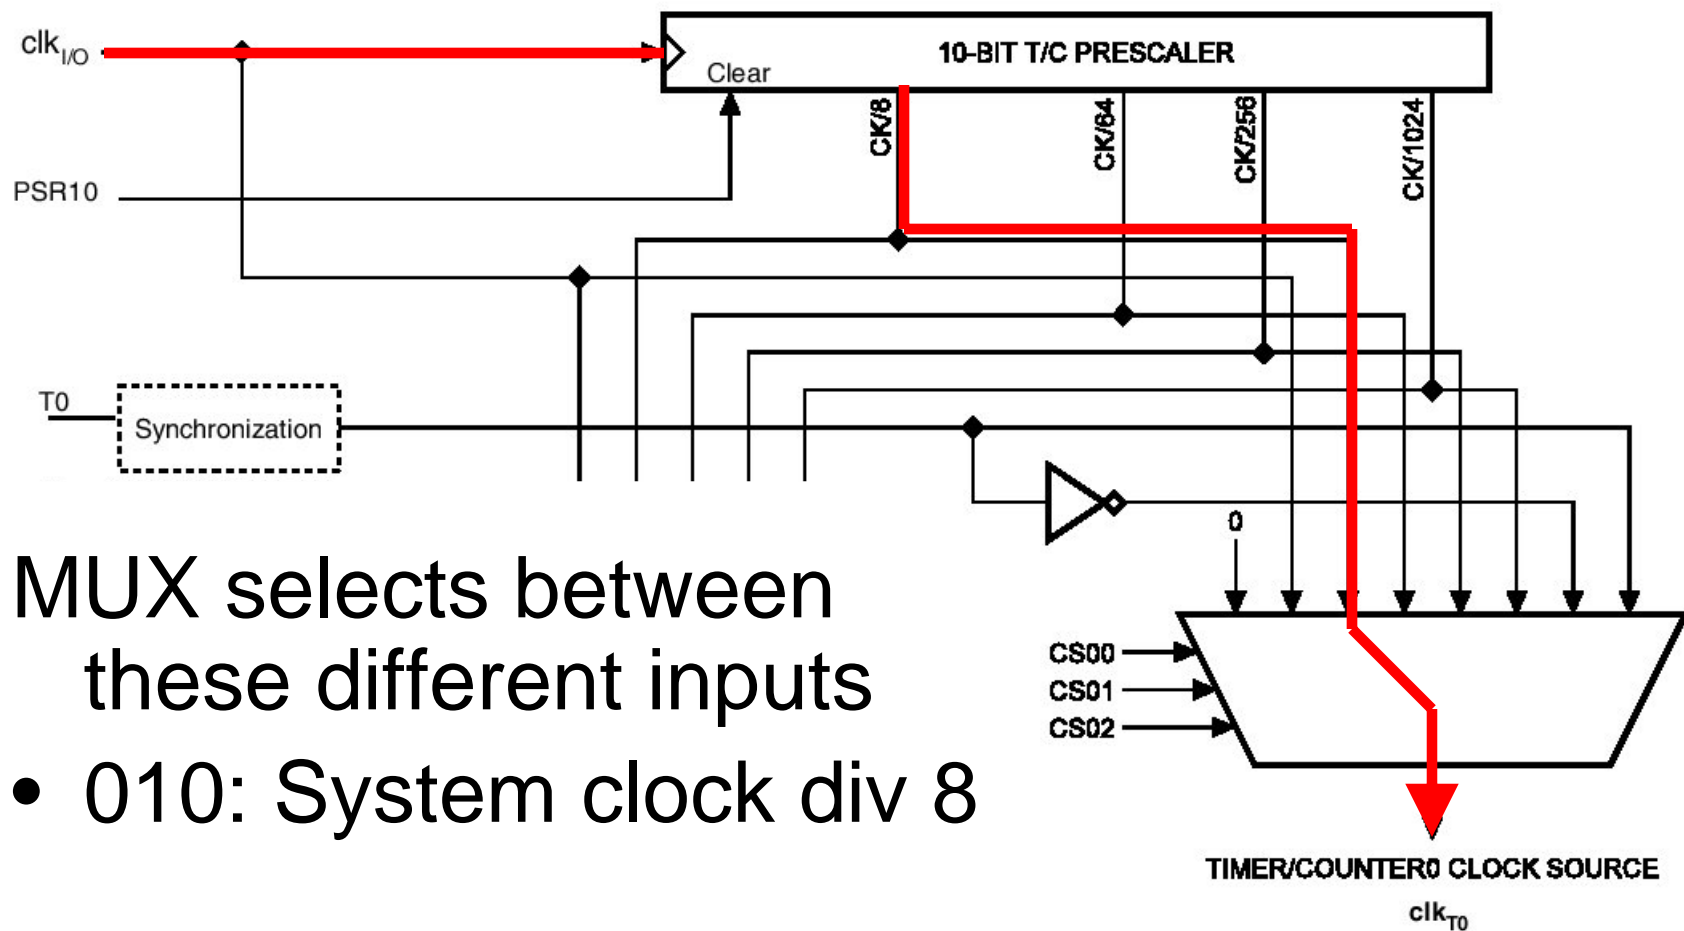 clkI/O
10-BIT T/C PRESCALER
Clear
CK/8
CK/64
CK/256
CK/1024
PSR10
T0
Synchronization
0
MUX selects between
these different inputs
• 010: System clock div 8
CS00
CS01
CS02
TIMER/COUNTER0 CLOCK SOURCE
clkT0